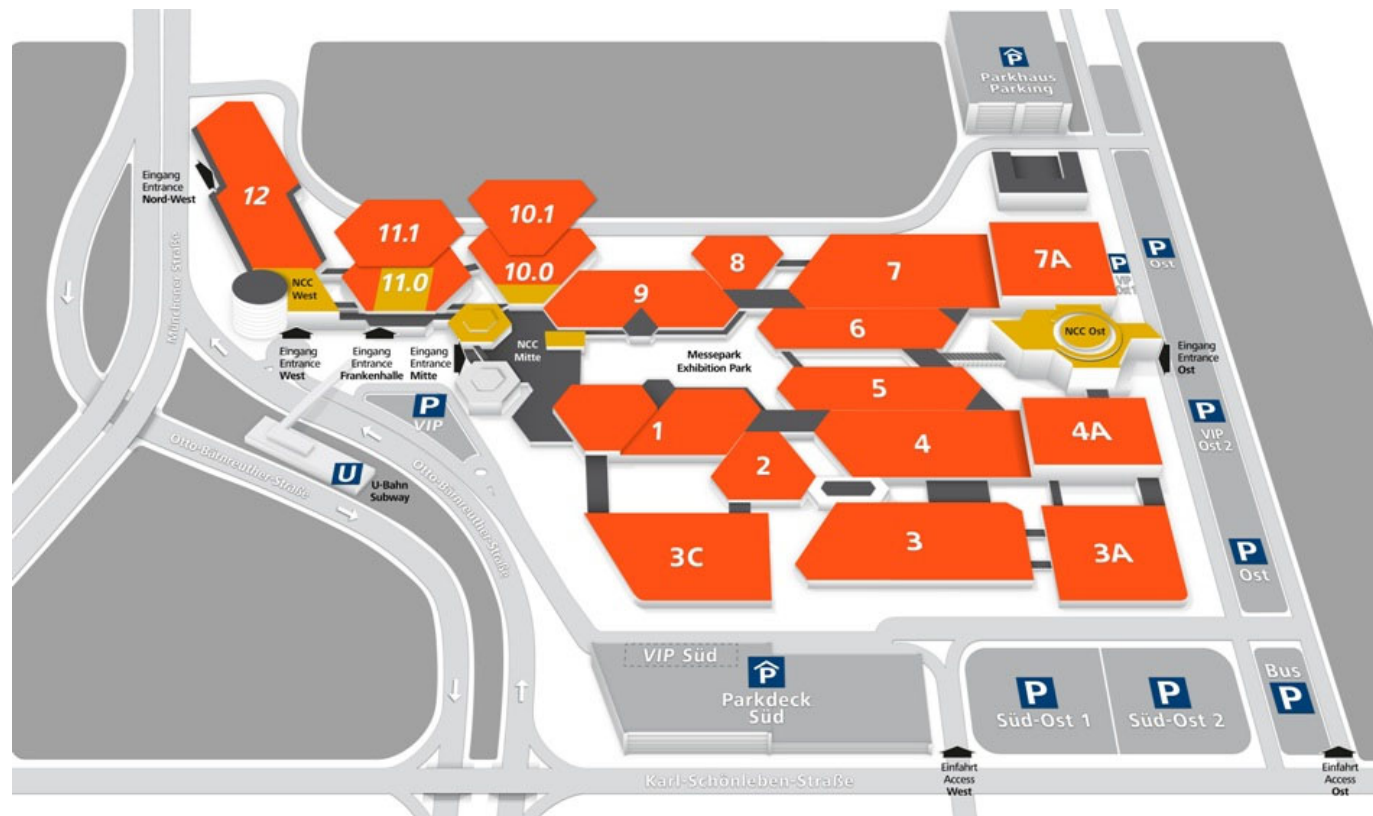 P
Parkhaus
Parking
Eingang
Entrance
Nord-West
12
11.1
10.1
11.0
10.0
NCC
West
9
8
7
7A
P
P
Ost
6
NCC Ost
NCC
Mitte
Messepark
Exhibition Park
Eingang
Entrance
West
Eingang
Entrance
Frankenhalle
Eingang
Entrance
Mitte
Eingang
Entrance
Ost
Münchener Straße
5
P
VIP
1
4
4A
P
VIP
Ost 2
2
U
U-Bahn
Subway
Otto-Bärnreuther-Straße
Otto-Bärnreuther-Straße
3C
3
3A
P
Ost
VIP Süd
P
Parkdeck
Süd
P
Süd-Ost 1
P
Süd-Ost 2
Bus
P
Karl-Schönleben-Straße
Einfahrt
Access
West
Einfahrt
Access
Ost